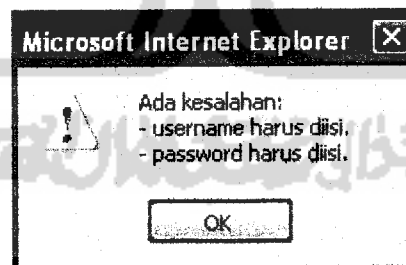 Microsoft Internet Explorer
Ada kesalahan:
- username harus diisi.
- password harus diisi.
OK